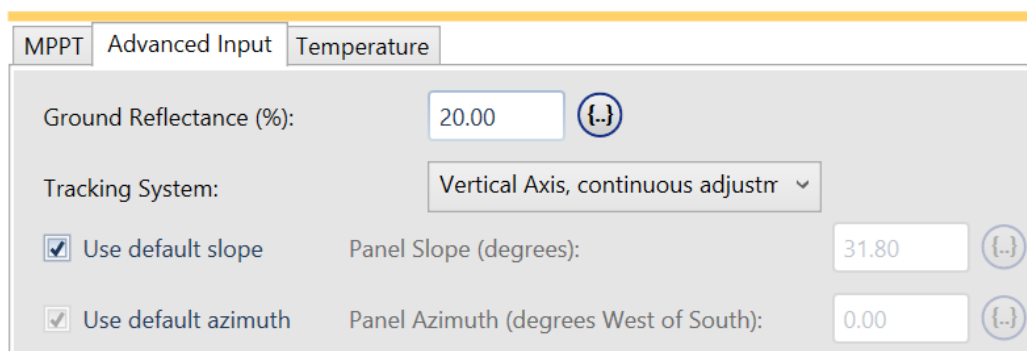 MPPT Advanced Input Temperature
Ground Reflectance (%): 20.00 {..}
Tracking System: Vertical Axis, continuous adjustm
Use default slope Panel Slope (degrees): 31.80 {..}
Use default azimuth Panel Azimuth (degrees West of South): 0.00 {..}